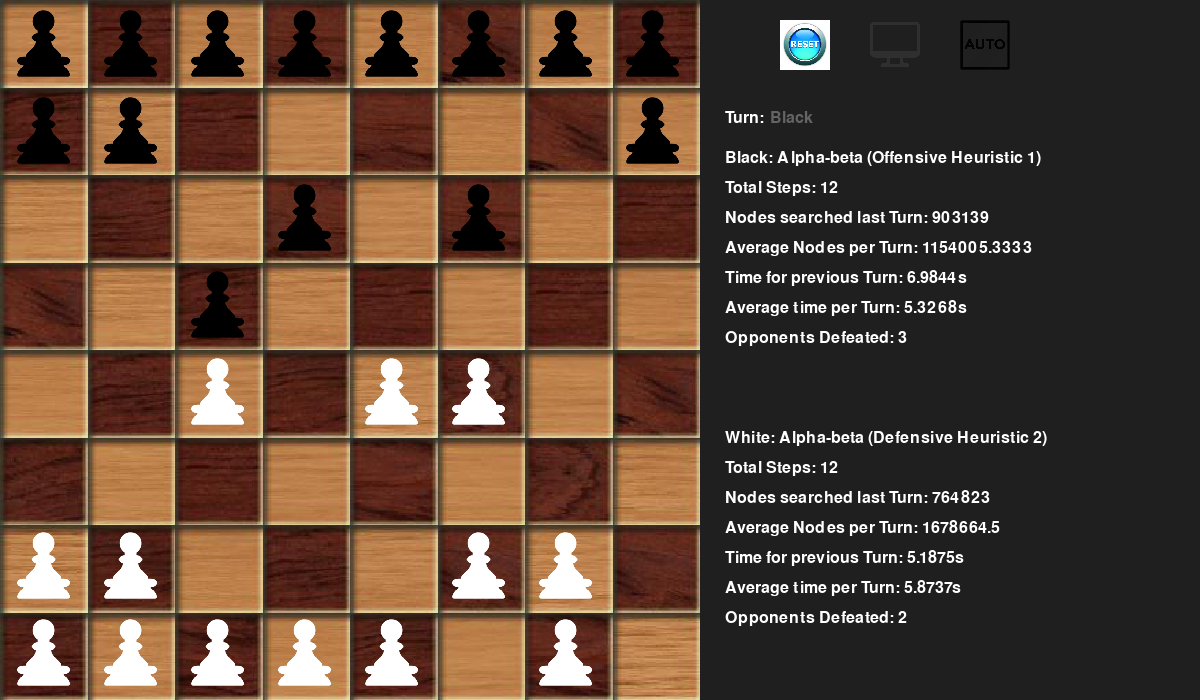 RESET
AUTO
Turn: Black
Black: Alpha-beta (Offensive Heuristic 1)
Total Steps: 12
Nodes searched last Turn: 903139
Average Nodes per Turn: 1154005.3333
Time for previous Turn: 6.9844s
Average time per Turn: 5.3268s
Opponents Defeated: 3
White: Alpha-beta (Defensive Heuristic 2)
Total Steps: 12
Nodes searched last Turn: 764823
Average Nodes per Turn: 1678664.5
Time for previous Turn: 5.1875s
Average time per Turn: 5.8737s
Opponents Defeated: 2